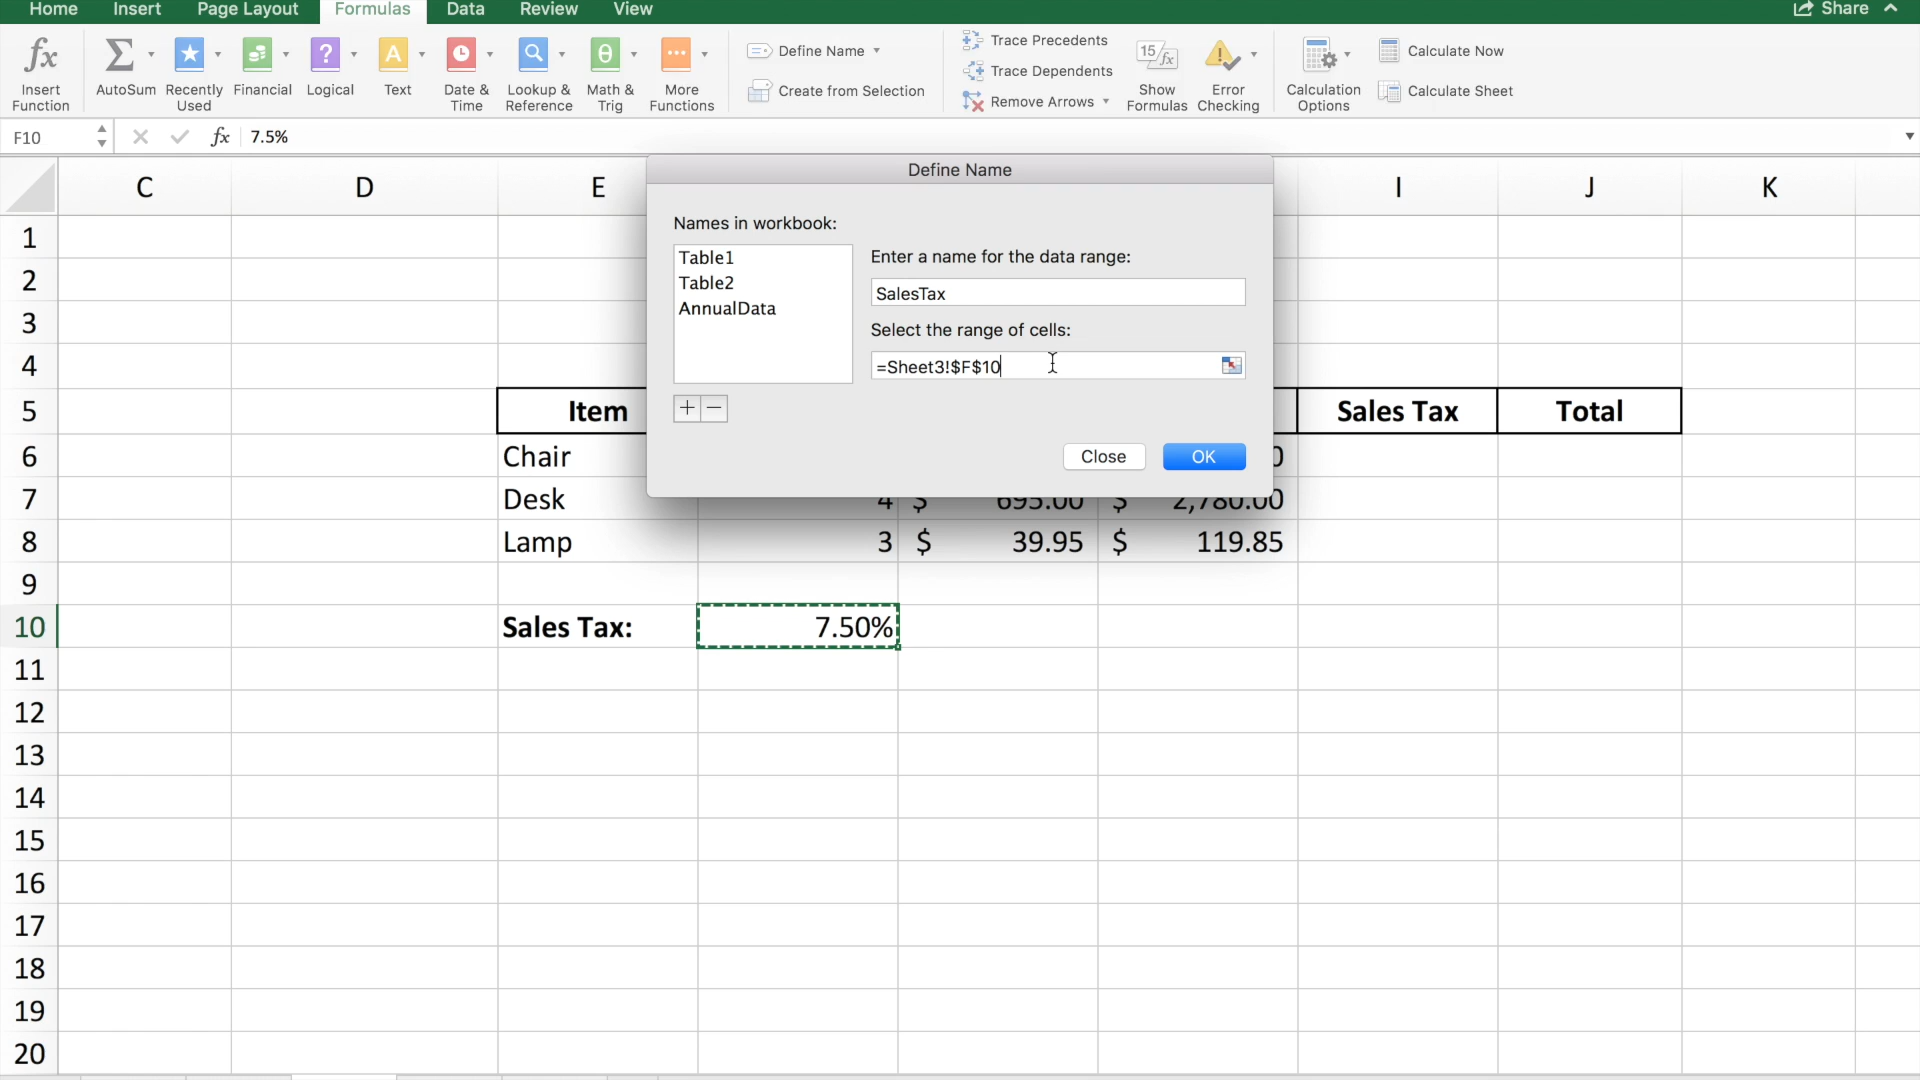 Home Insert Page Layout Formulas Data Review View Share
fx Σ ★ ? A θ ... 15 fx
Insert Function
AutoSum
Recently Used
Financial
Logical
Text
Date & Time
Lookup & Reference
Math & Trig
More Functions
Define Name
Create from Selection
Trace Precedents
Trace Dependents
Remove Arrows
Show Formulas
Error Checking
Calculation Options
Calculate Now
Calculate Sheet
F10 fx 7.5%
Define Name
C D E I J K
Names in workbook:
Table1
Table2
AnnualData
Enter a name for the data range:
SalesTax
Select the range of cells:
=Sheet3!$F$10
+ −
Close OK
1
2
3
4
5 Item Sales Tax Total
6 Chair 0
7 Desk 4 $ 695.00 $ 2,780.00
8 Lamp 3 $ 39.95 $ 119.85
9
10 Sales Tax: 7.50%
11
12
13
14
15
16
17
18
19
20